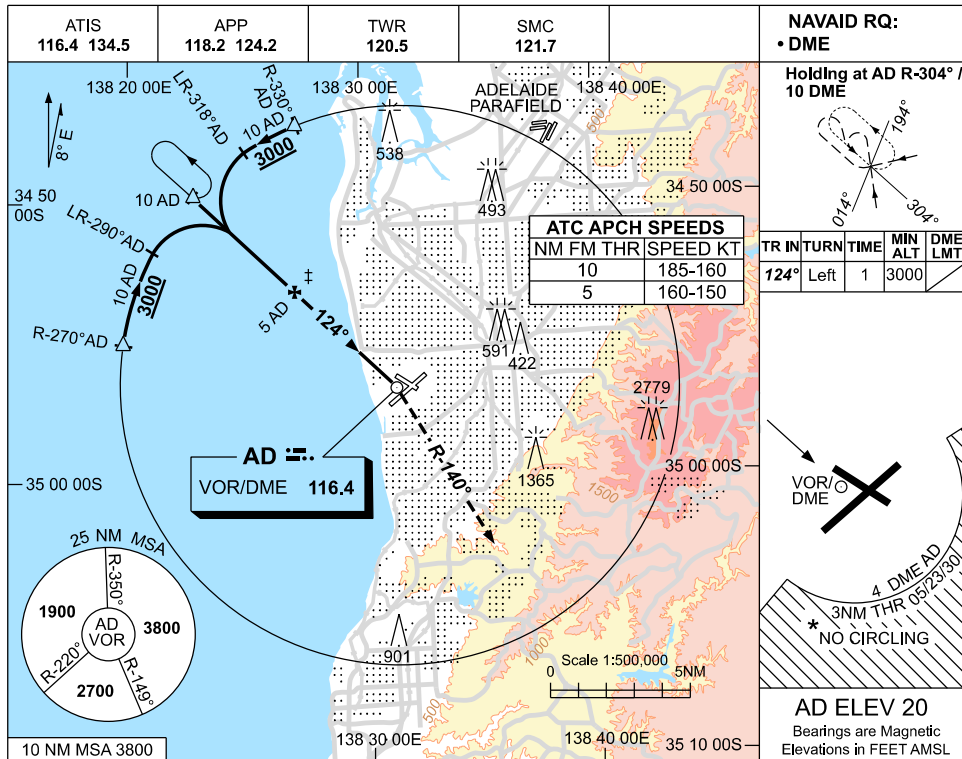 ATIS
116.4 134.5
APP
118.2 124.2
TWR
120.5
SMC
121.7
NAVAID RQ:
• DME
138 20 00E
138 30 00E
138 40 00E
8° E
LR-318°AD
R-330°
AD
10 AD
3000
ADELAIDE
PARAFIELD
500
538
493
34 50
00S
34 50 00S
10 AD
LR-290°AD
10 AD
3000
R-270°AD
5 AD
‡
124°
ATC APCH SPEEDS
NM FM THR SPEED KT
10 185-160
5 160-150
591
422
2779
1365
1500
R-140°
AD
VOR/DME 116.4
35 00 00S
35 00 00S
25 NM MSA
R-350°
1900
3800
AD
VOR
R-220°
R-149°
2700
10 NM MSA 3800
901
1000
500
Scale 1:500,000
0 5NM
138 30 00E
138 40 00E
35 10 00S
Holding at AD R-304° /
10 DME
194°
014°
304°
TR IN TURN TIME MIN ALT DME LMT
124° Left 1 3000
VOR/
DME
4 DME AD
3NM THR 05/23/30
*
NO CIRCLING
AD ELEV 20
Bearings are Magnetic
Elevations in FEET AMSL